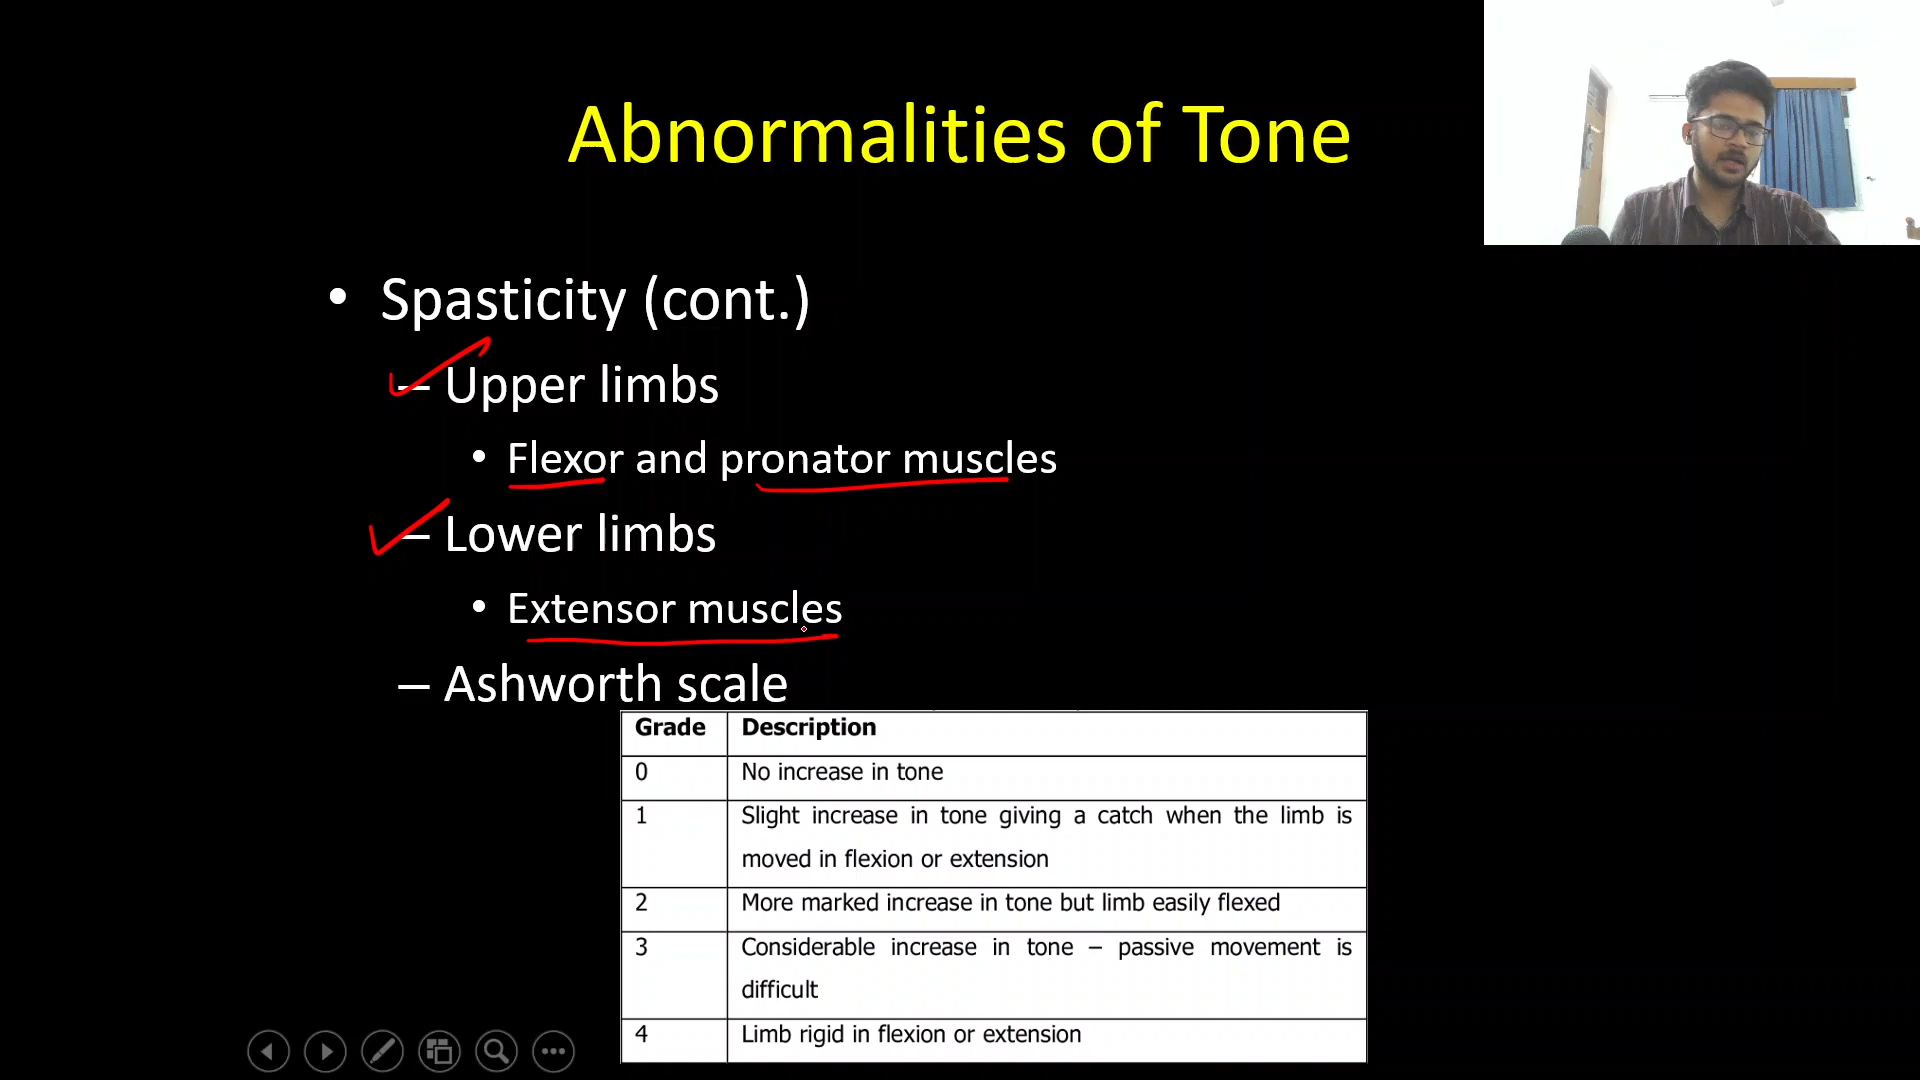 Abnormalities of Tone
• Spasticity (cont.)
– Upper limbs
• Flexor and pronator muscles
– Lower limbs
• Extensor muscles
– Ashworth scale
Grade Description
0 No increase in tone
1 Slight increase in tone giving a catch when the limb is
moved in flexion or extension
2 More marked increase in tone but limb easily flexed
3 Considerable increase in tone – passive movement is
difficult
4 Limb rigid in flexion or extension